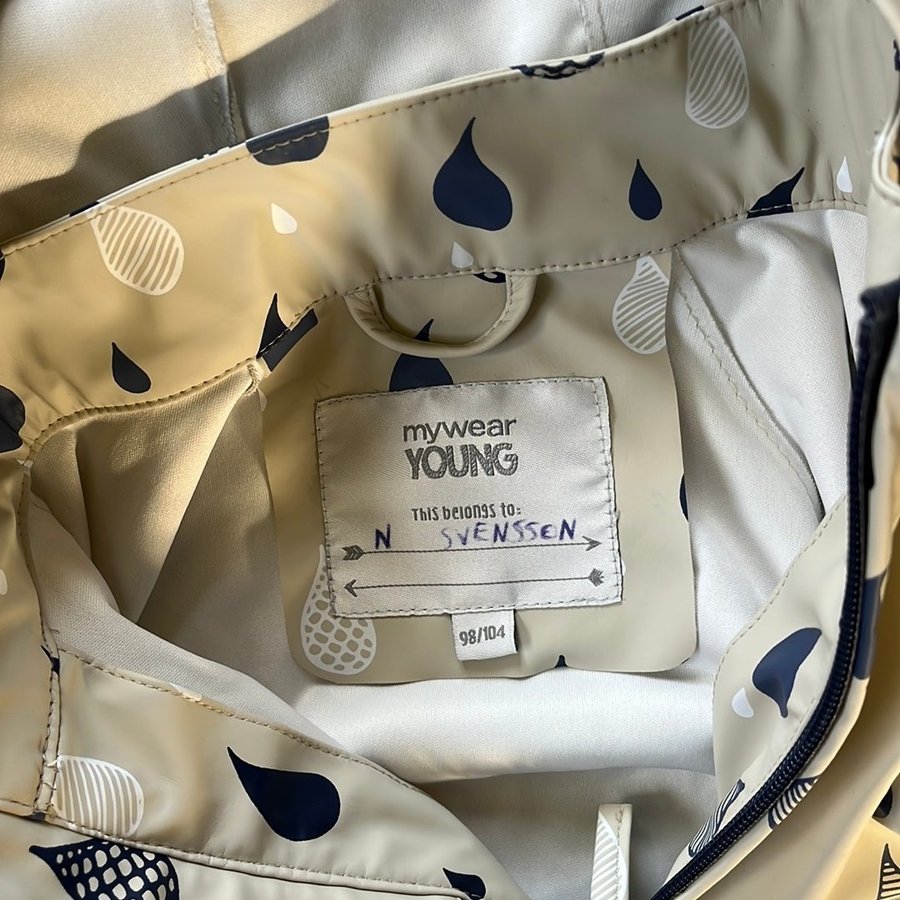 mywear
YOUNG
This belongs to:
N SVENSSON
98/104